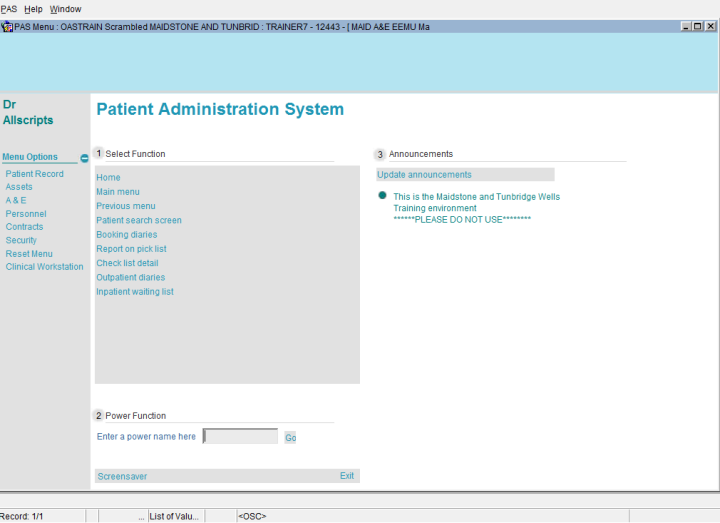 PAS Help Window
PAS Menu : OASTRAIN Scrambled MAIDSTONE AND TUNBRID : TRAINER7 - 12443 - [ MAID A&E EEMU Ma
Dr
Allscripts
Patient Administration System
Menu Options
Patient Record
Assets
A & E
Personnel
Contracts
Security
Reset Menu
Clinical Workstation
1 Select Function
Home
Main menu
Previous menu
Patient search screen
Booking diaries
Report on pick list
Check list detail
Outpatient diaries
Inpatient waiting list
2 Power Function
Enter a power name here Go
Screensaver Exit
3 Announcements
Update announcements
This is the Maidstone and Tunbridge Wells
Training environment
******PLEASE DO NOT USE********
Record: 1/1 ... List of Valu... <OSC>